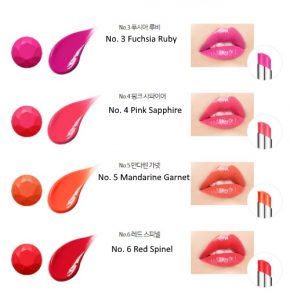 No.3 푸시아 루비
No. 3 Fuchsia Ruby
No.4 핑크 사파이어
No. 4 Pink Sapphire
No.5 만다린 가넷
No. 5 Mandarine Garnet
No.6 레드 스피넬
No. 6 Red Spinel